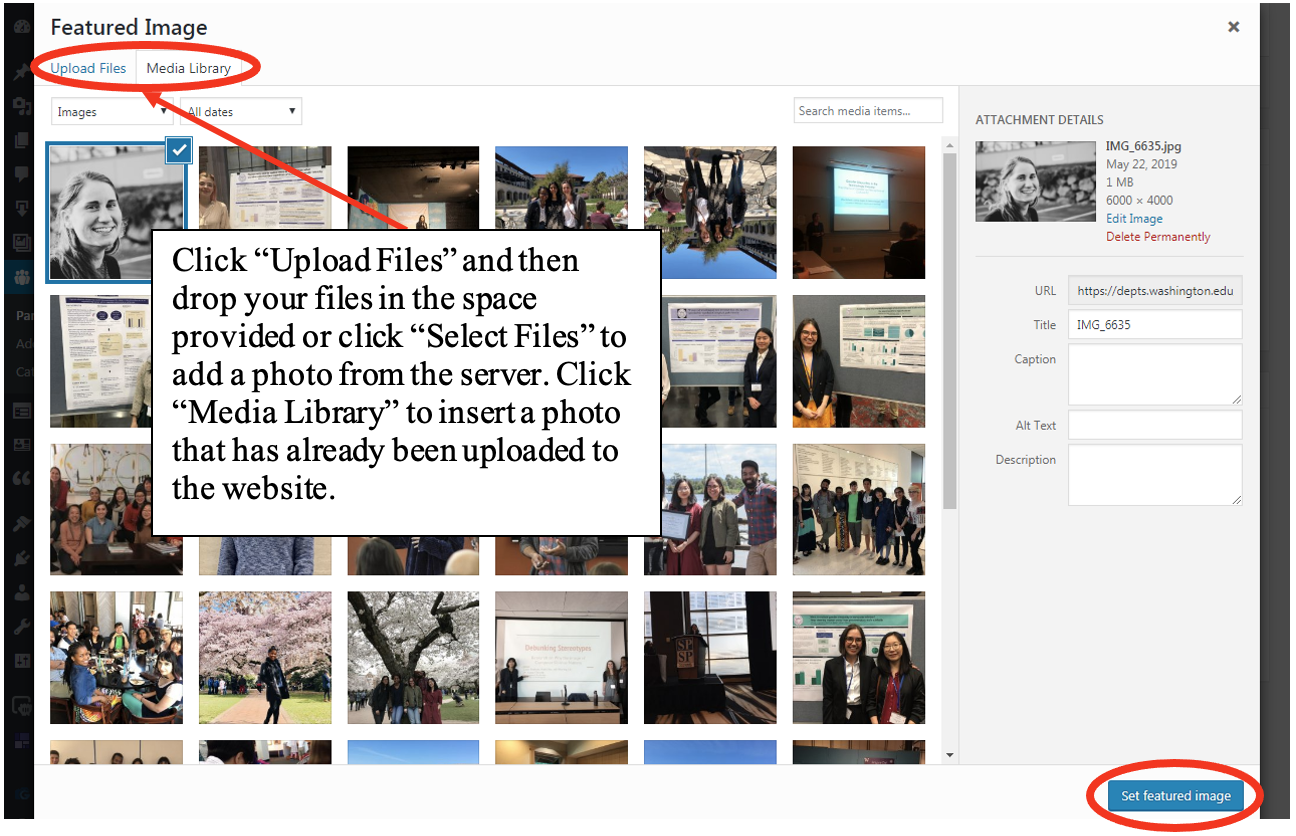 Featured Image
Upload Files
Media Library
Images
All dates
Search media items...
Click “Upload Files” and then
drop your files in the space
provided or click “Select Files” to
add a photo from the server. Click
“Media Library” to insert a photo
that has already been uploaded to
the website.
Debunking Stereotypes
SP
SP
ATTACHMENT DETAILS
IMG_6635.jpg
May 22, 2019
1 MB
6000 × 4000
Edit Image
Delete Permanently
URL
https://depts.washington.edu
Title
IMG_6635
Caption
Alt Text
Description
Set featured image